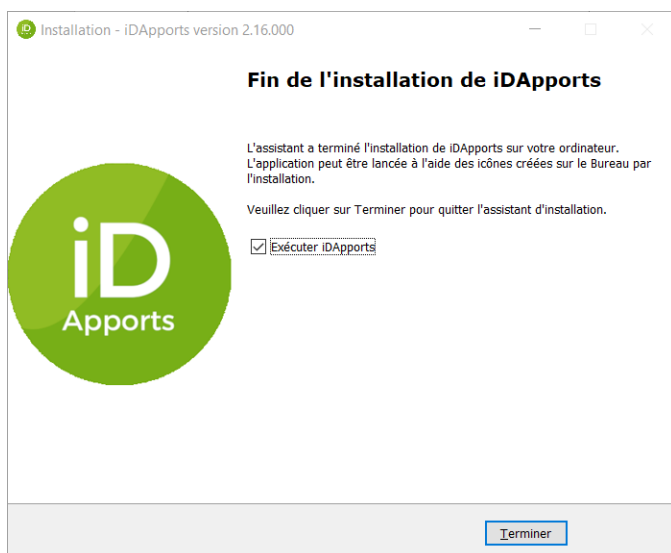 Installation - iDApports version 2.16.000
Fin de l'installation de iDApports
L'assistant a terminé l'installation de iDApports sur votre ordinateur.
L'application peut être lancée à l'aide des icônes créées sur le Bureau par
l'installation.
Veuillez cliquer sur Terminer pour quitter l'assistant d'installation.
Exécuter iDApports
iD
Apports
Terminer